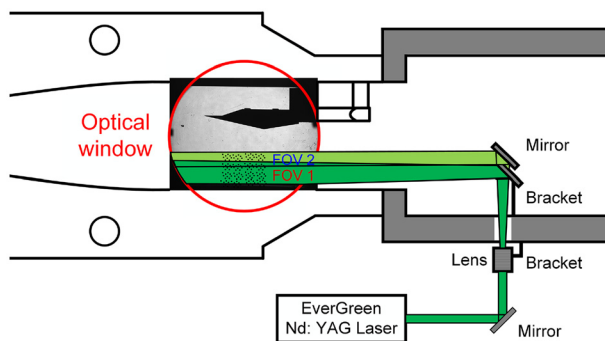 Optical
window
FOV 2
FOV 1
Mirror
Bracket
Lens
Bracket
EverGreen
Nd: YAG Laser
Mirror